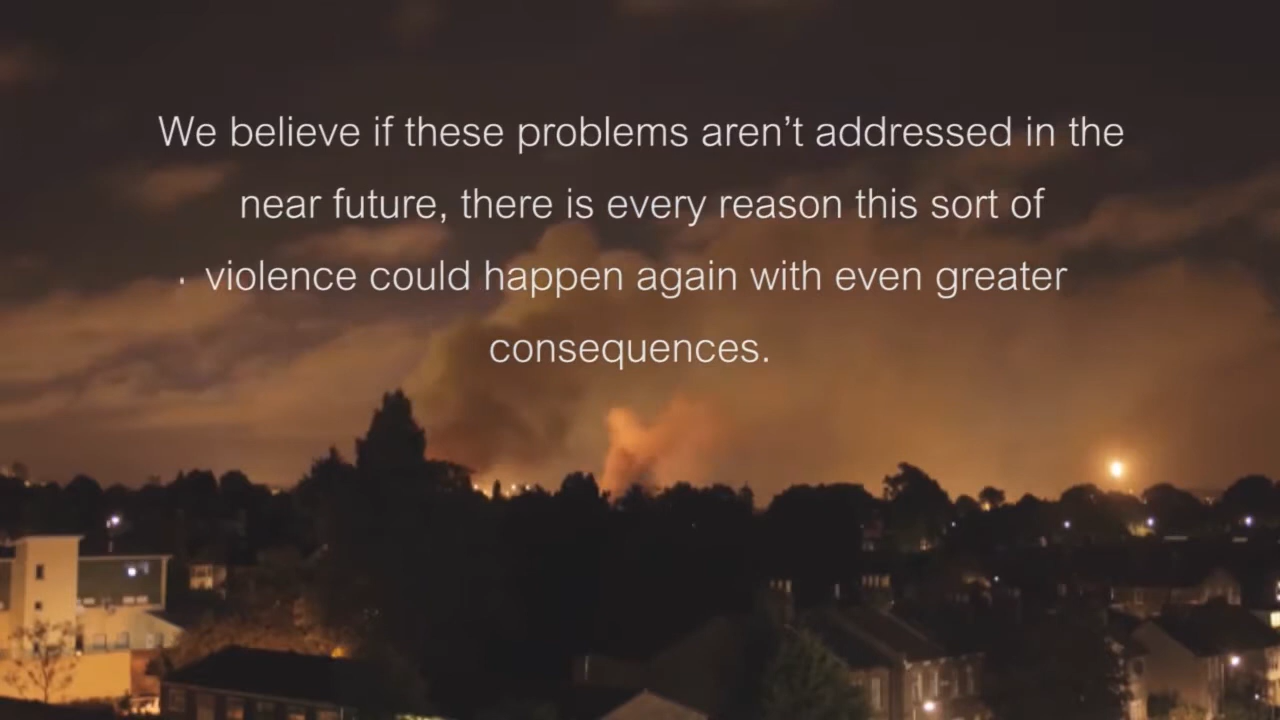 We believe if these problems aren’t addressed in the
near future, there is every reason this sort of
violence could happen again with even greater
consequences.